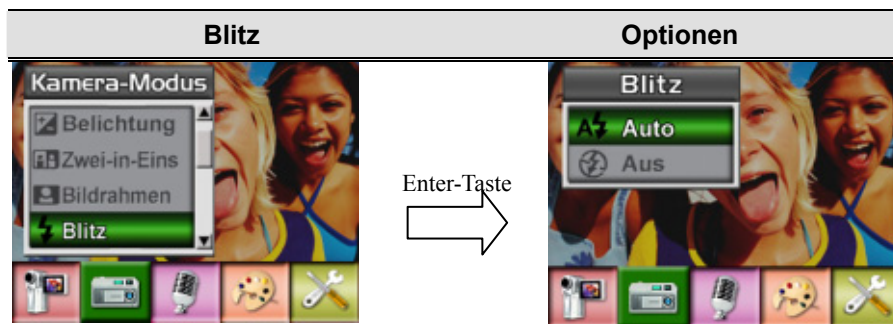 Blitz
Optionen
Kamera-Modus
Belichtung
Zwei-in-Eins
Bildrahmen
Blitz
Enter-Taste
Blitz
A Auto
Aus